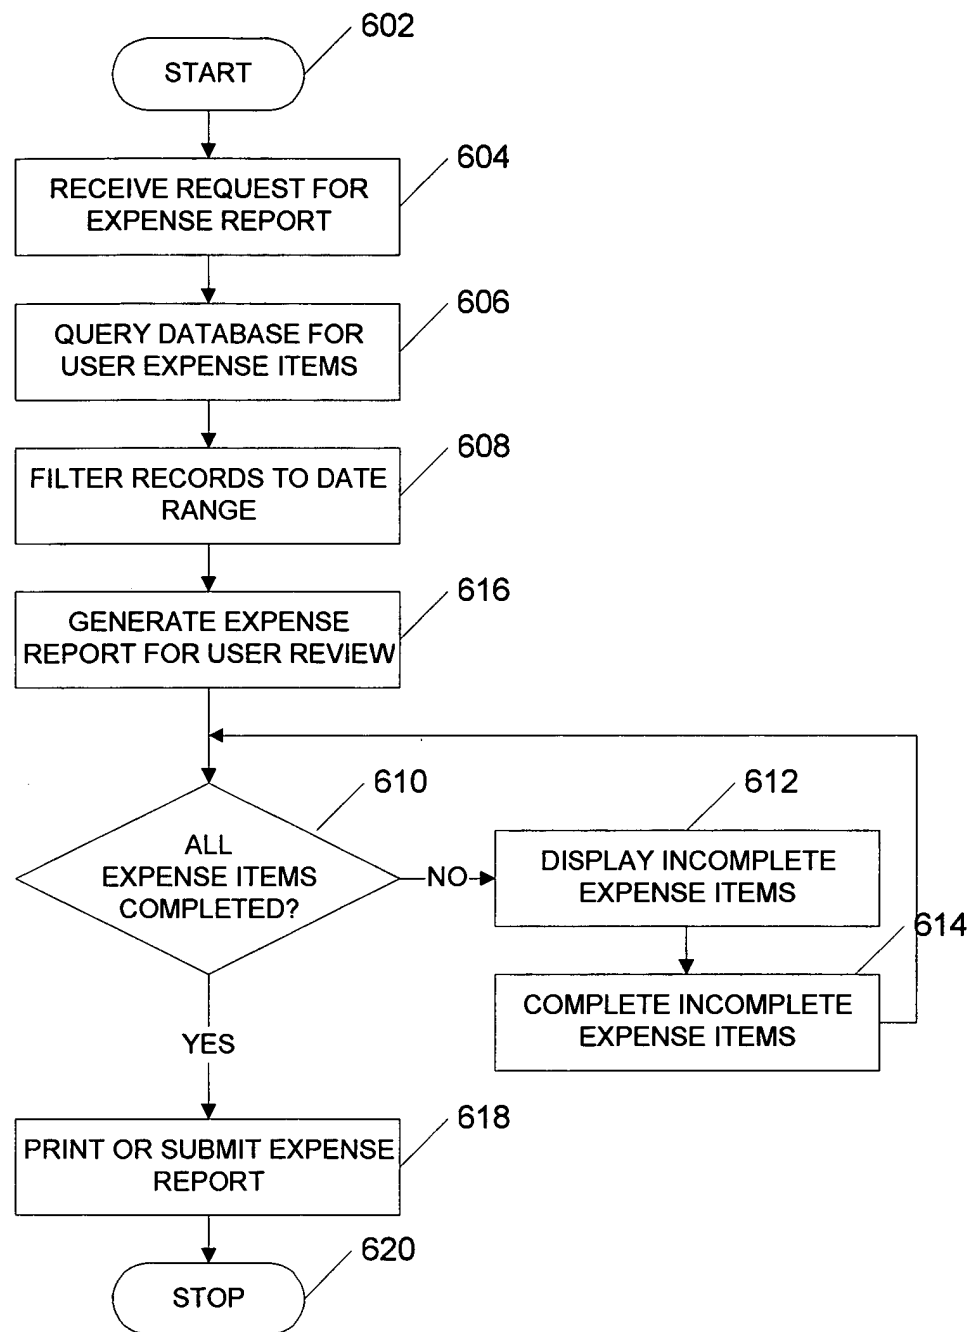 602
START
604
RECEIVE REQUEST FOR
EXPENSE REPORT
606
QUERY DATABASE FOR
USER EXPENSE ITEMS
608
FILTER RECORDS TO DATE
RANGE
616
GENERATE EXPENSE
REPORT FOR USER REVIEW
610
ALL
EXPENSE ITEMS
COMPLETED?
NO
612
DISPLAY INCOMPLETE
EXPENSE ITEMS
614
COMPLETE INCOMPLETE
EXPENSE ITEMS
YES
618
PRINT OR SUBMIT EXPENSE
REPORT
620
STOP